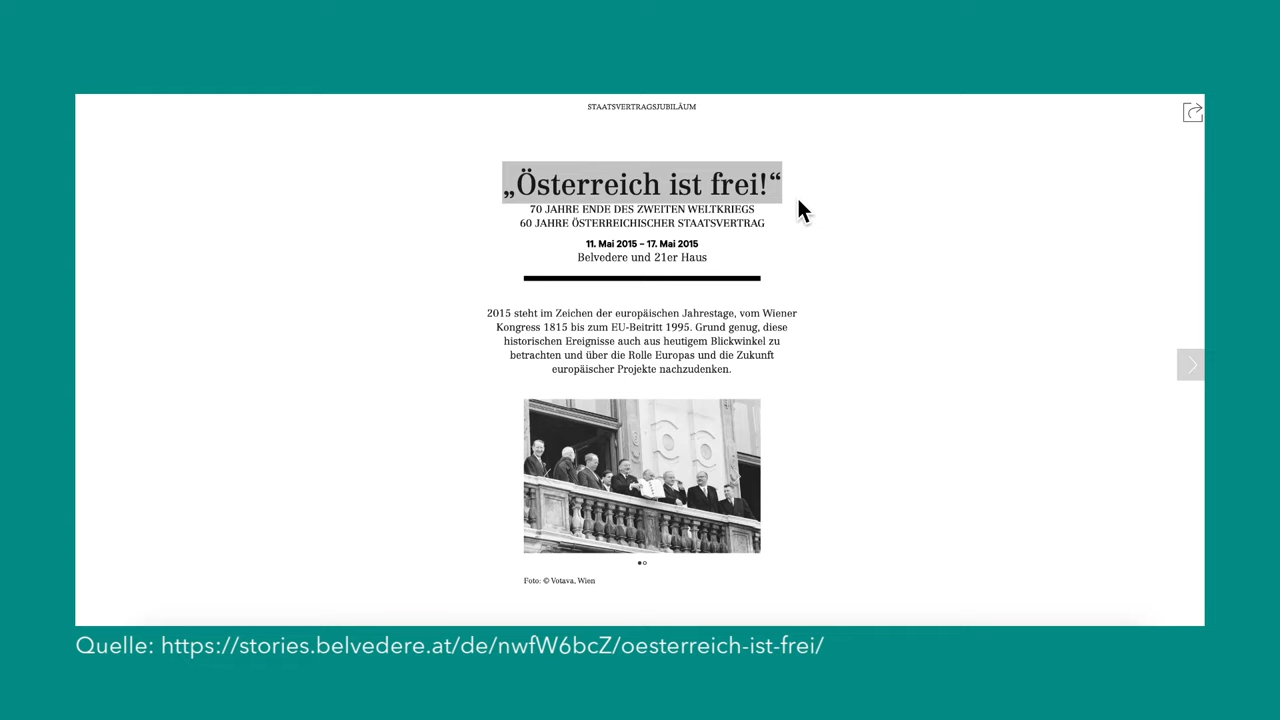 STAATSVERTRAGSJUBILÄUM
„Österreich ist frei!“
70 JAHRE ENDE DES ZWEITEN WELTKRIEGS
60 JAHRE ÖSTERREICHISCHER STAATSVERTRAG
11. Mai 2015 – 17. Mai 2015
Belvedere und 21er Haus
2015 steht im Zeichen der europäischen Jahrestage, vom Wiener
Kongress 1815 bis zum EU-Beitritt 1995. Grund genug, diese
historischen Ereignisse auch aus heutigem Blickwinkel zu
betrachten und über die Rolle Europas und die Zukunft
europäischer Projekte nachzudenken.
Foto: © Votava, Wien
Quelle: https://stories.belvedere.at/de/nwfW6bcZ/oesterreich-ist-frei/